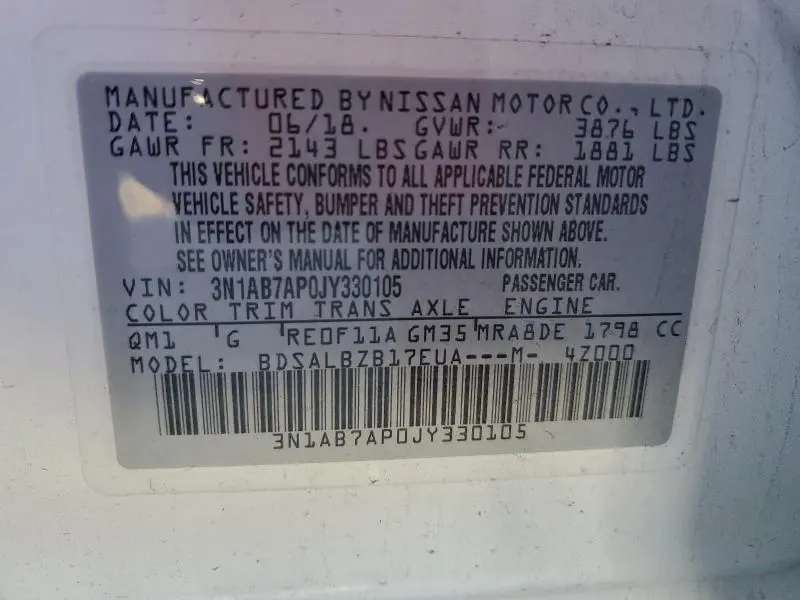 MANUFACTURED BY NISSAN MOTOR CO., LTD.
DATE: 06/18. GVWR: 3876 LBS
GAWR FR: 2143 LBS GAWR RR: 1881 LBS
THIS VEHICLE CONFORMS TO ALL APPLICABLE FEDERAL MOTOR
VEHICLE SAFETY, BUMPER AND THEFT PREVENTION STANDARDS
IN EFFECT ON THE DATE OF MANUFACTURE SHOWN ABOVE.
SEE OWNER'S MANUAL FOR ADDITIONAL INFORMATION.
VIN: 3N1AB7AP0JY330105 PASSENGER CAR.
COLOR TRIM TRANS AXLE ENGINE
QM1 G RE0F11A GM35 MRA8DE 1798 CC
MODEL: BDSALBZB17EUA---M- 4Z000
3N1AB7AP0JY330105